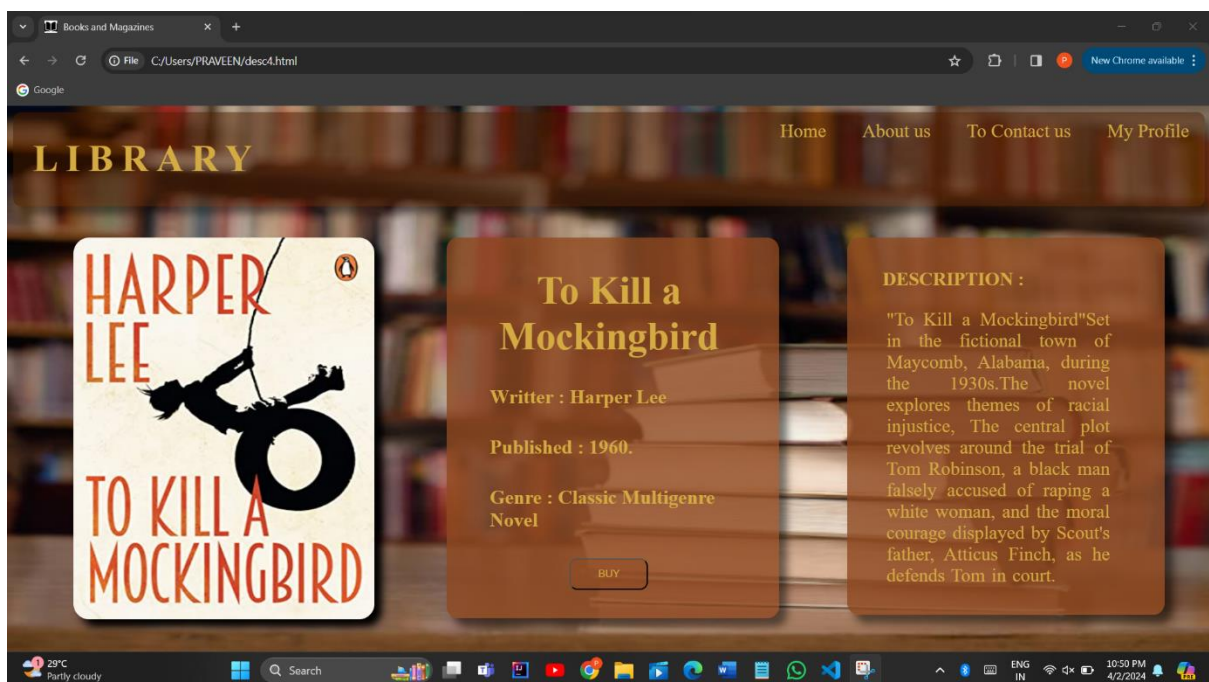 Books and Magazines
File C:/Users/PRAVEEN/desc4.html
P
New Chrome available
Google
LIBRARY
Home About us To Contact us My Profile
HARPER
LEE
TO KILL A
MOCKINGBIRD
To Kill a
Mockingbird
Writter : Harper Lee
Published : 1960.
Genre : Classic Multigenre
Novel
BUY
DESCRIPTION :
"To Kill a Mockingbird"Set
in the fictional town of
Maycomb, Alabama, during
the 1930s.The novel
explores themes of racial
injustice, The central plot
revolves around the trial of
Tom Robinson, a black man
falsely accused of raping a
white woman, and the moral
courage displayed by Scout's
father, Atticus Finch, as he
defends Tom in court.
1
29°C
Partly cloudy
Search
ENG
IN
10:50 PM
4/2/2024